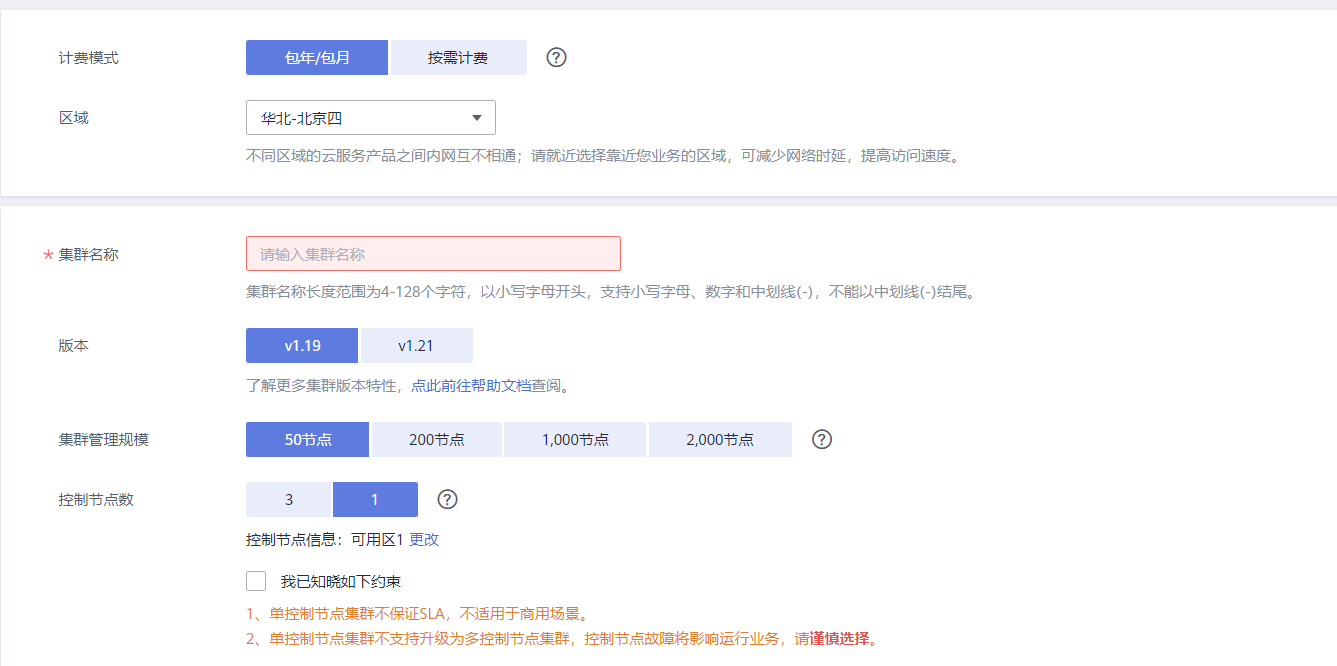 计费模式 包年/包月 按需计费 ?
区域 华北-北京四
不同区域的云服务产品之间内网互不相通；请就近选择靠近您业务的区域，可减少网络时延，提高访问速度。
* 集群名称 请输入集群名称
集群名称长度范围为4-128个字符，以小写字母开头，支持小写字母、数字和中划线(-)，不能以中划线(-)结尾。
版本 v1.19 v1.21
了解更多集群版本特性，点此前往帮助文档查阅。
集群管理规模 50节点 200节点 1,000节点 2,000节点 ?
控制节点数 3 1 ?
控制节点信息：可用区1 更改
我已知晓如下约束
1、单控制节点集群不保证SLA，不适用于商用场景。
2、单控制节点集群不支持升级为多控制节点集群，控制节点故障将影响运行业务，请谨慎选择。